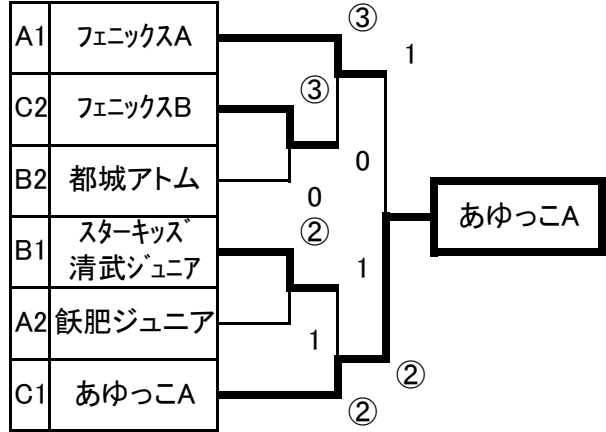 ③
A1 フェニックスA
1
C2 フェニックスB
③
0
B2 都城アトム
0
あゆっこA
②
B1 スターキッズ
清武ジュニア
1
A2 飫肥ジュニア
1
②
C1 あゆっこA
②